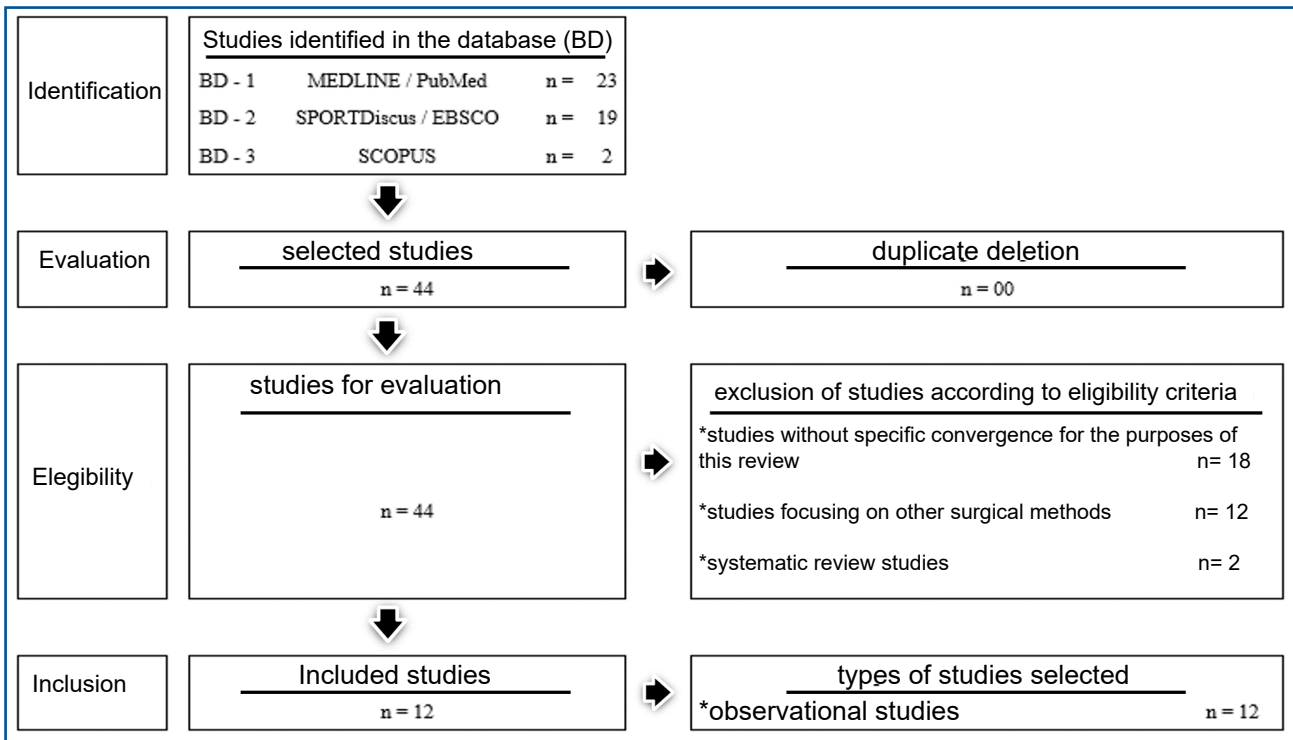 Identification
Studies identified in the database (BD)
BD - 1 MEDLINE / PubMed n = 23
BD - 2 SPORTDiscus / EBSCO n = 19
BD - 3 SCOPUS n = 2
Evaluation
selected studies
n = 44
duplicate deletion
n = 00
Elegibility
studies for evaluation
n = 44
exclusion of studies according to eligibility criteria
*studies without specific convergence for the purposes of
this review n= 18
*studies focusing on other surgical methods n= 12
*systematic review studies n= 2
Inclusion
Included studies
n = 12
types of studies selected
*observational studies n = 12